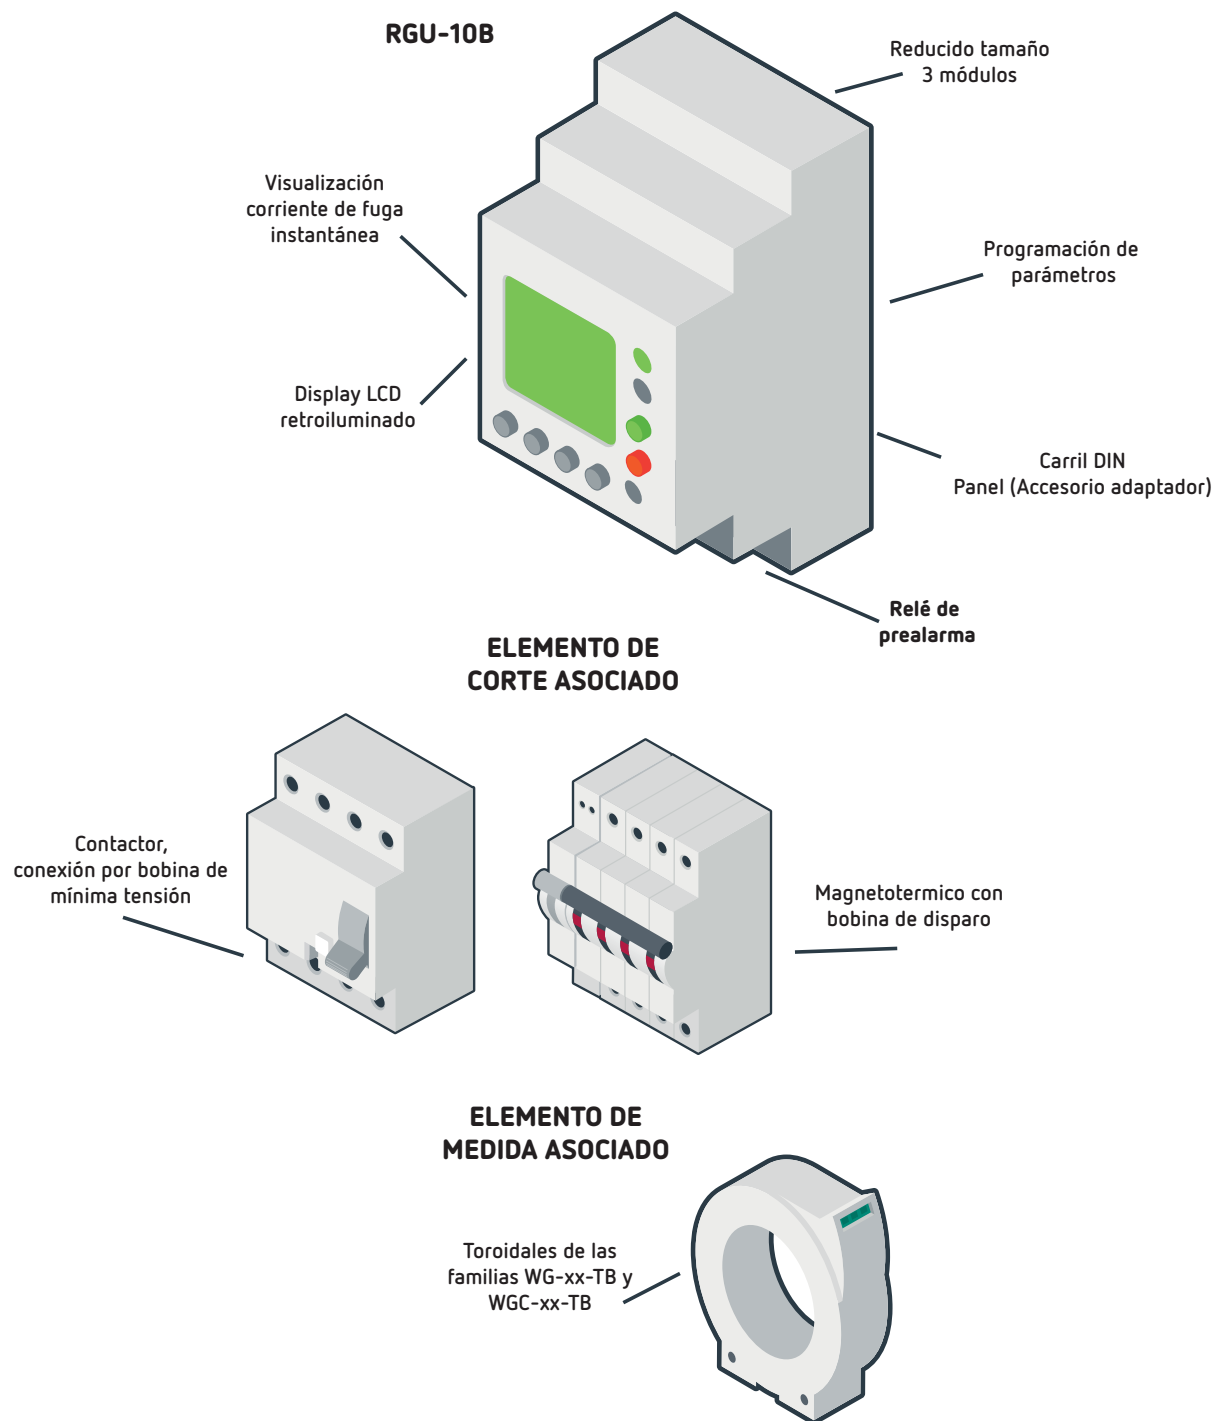 RGU-10B
Reducido tamaño
3 módulos
Visualización
corriente de fuga
instantánea
Programación de
parámetros
Display LCD
retroiluminado
Carril DIN
Panel (Accesorio adaptador)
Relé de
prealarma
ELEMENTO DE
CORTE ASOCIADO
Contactor,
conexión por bobina de
mínima tensión
Magnetotermico con
bobina de disparo
ELEMENTO DE
MEDIDA ASOCIADO
Toroidales de las
familias WG-xx-TB y
WGC-xx-TB